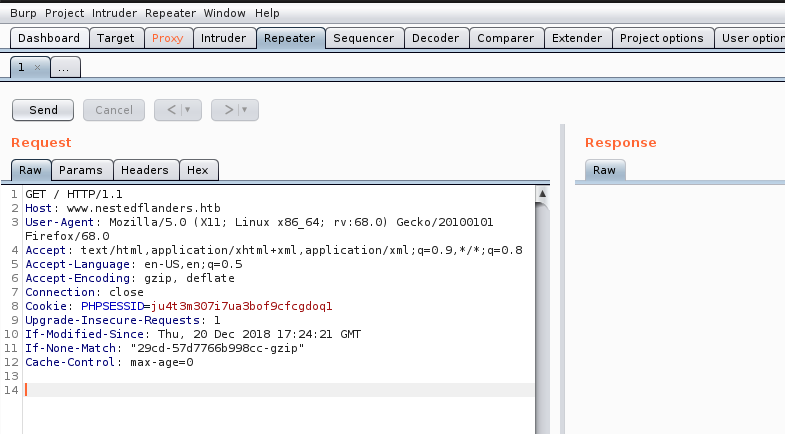 Burp Project Intruder Repeater Window Help
Dashboard Target Proxy Intruder Repeater Sequencer Decoder Comparer Extender Project options User option
1 × ...
Send Cancel < ▼ > ▼
Request
Response
Raw Params Headers Hex
Raw
1 GET / HTTP/1.1
2 Host: www.nestedflanders.htb
3 User-Agent: Mozilla/5.0 (X11; Linux x86_64; rv:68.0) Gecko/20100101
Firefox/68.0
4 Accept: text/html,application/xhtml+xml,application/xml;q=0.9,*/*;q=0.8
5 Accept-Language: en-US,en;q=0.5
6 Accept-Encoding: gzip, deflate
7 Connection: close
8 Cookie: PHPSESSID=ju4t3m307i7ua3bof9cfcgdoq1
9 Upgrade-Insecure-Requests: 1
10 If-Modified-Since: Thu, 20 Dec 2018 17:24:21 GMT
11 If-None-Match: "29cd-57d7766b998cc-gzip"
12 Cache-Control: max-age=0
13
14